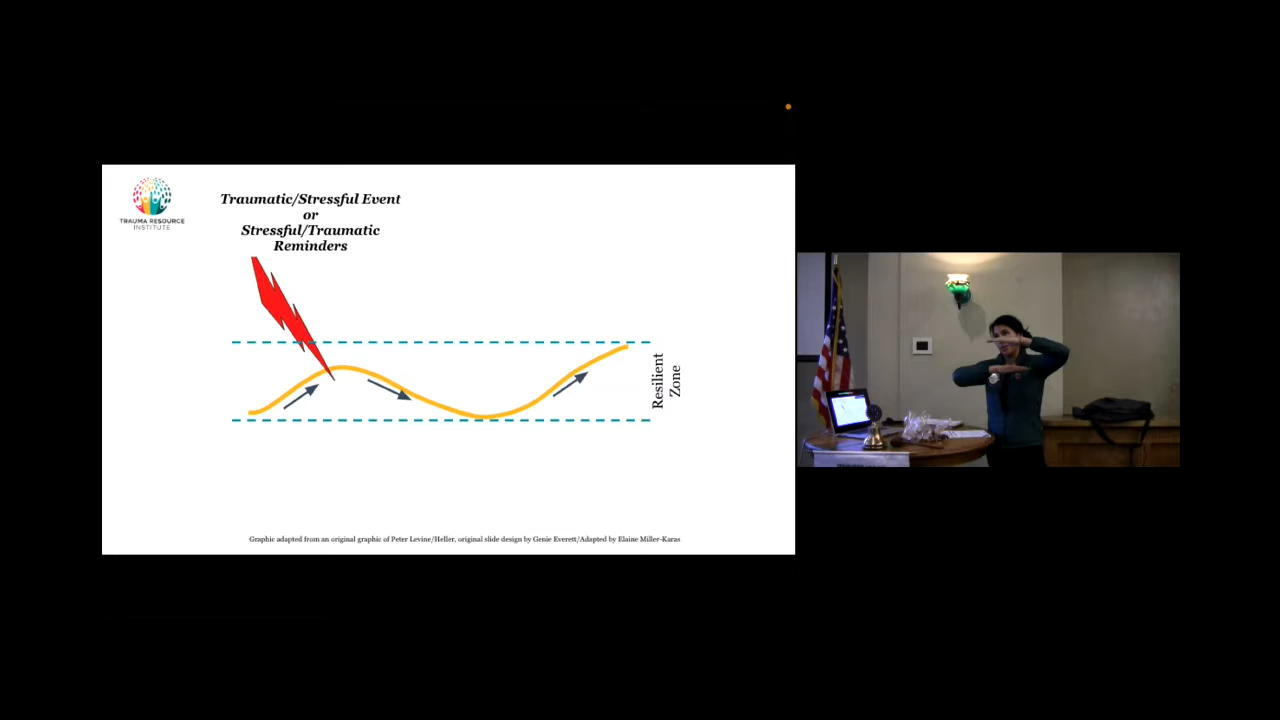 TRAUMA RESOURCE
INSTITUTE
Traumatic/Stressful Event
or
Stressful/Traumatic
Reminders
Resilient
Zone
Graphic adapted from an original graphic of Peter Levine/Heller, original slide design by Genie Everett/Adapted by Elaine Miller-Karas